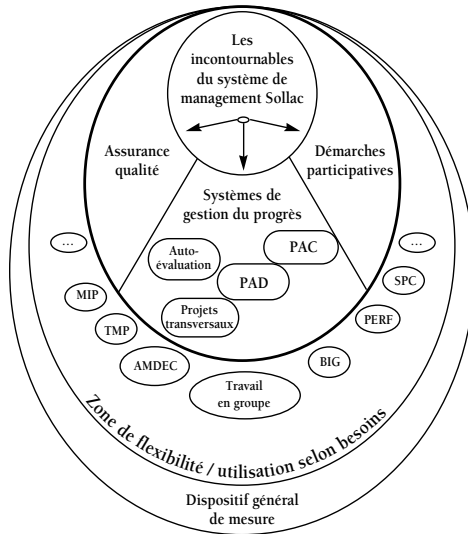 Les
incontournables
du système de
management Sollac
Assurance
qualité
Démarches
participatives
Systèmes de
gestion du progrès
Auto-
évaluation
PAC
PAD
Projets
transversaux
...
...
MIP
SPC
TMP
PERF
AMDEC
BIG
Travail
en groupe
Zone de flexibilité / utilisation selon besoins
Dispositif général
de mesure